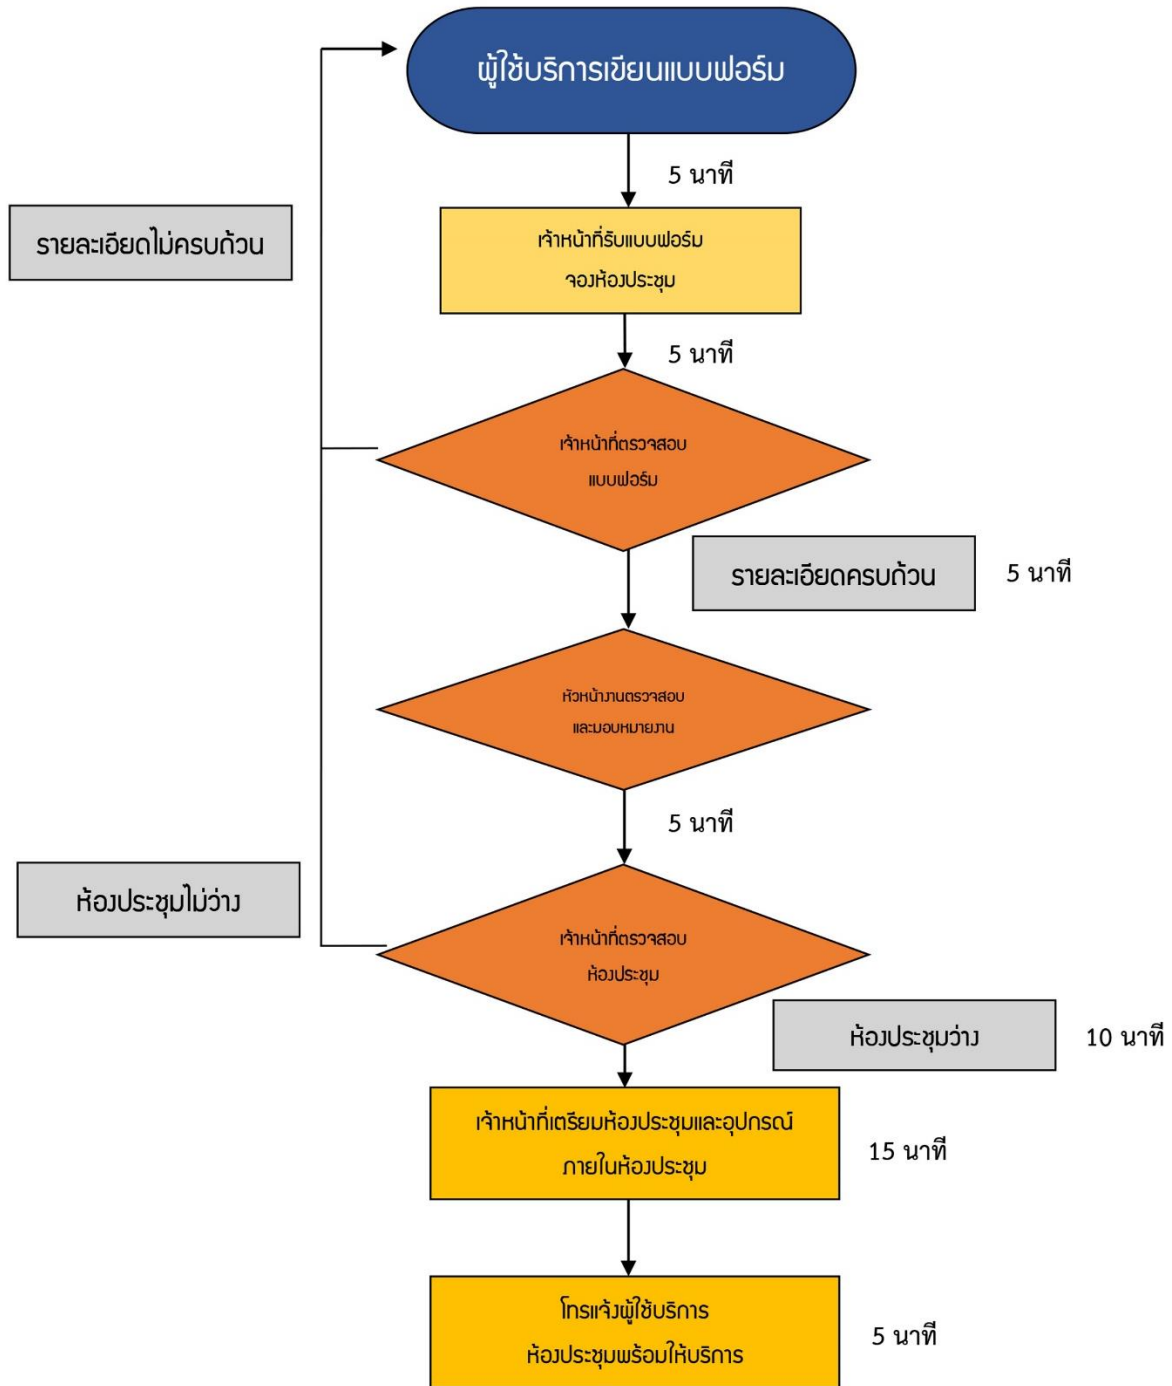 ผู้ใช้บริการเขียนแบบฟอร์ม
5 นาที
รายละเอียดไม่ครบถ้วน
เจ้าหน้าที่รับแบบฟอร์ม
จองห้องประชุม
5 นาที
เจ้าหน้าที่ตรวจสอบ
แบบฟอร์ม
รายละเอียดครบถ้วน
5 นาที
หัวหน้างานตรวจสอบ
และมอบหมายงาน
5 นาที
ห้องประชุมไม่ว่าง
เจ้าหน้าที่ตรวจสอบ
ห้องประชุม
ห้องประชุมว่าง
10 นาที
เจ้าหน้าที่เตรียมห้องประชุมและอุปกรณ์
ภายในห้องประชุม
15 นาที
โทรแจ้งผู้ใช้บริการ
ห้องประชุมพร้อมให้บริการ
5 นาที